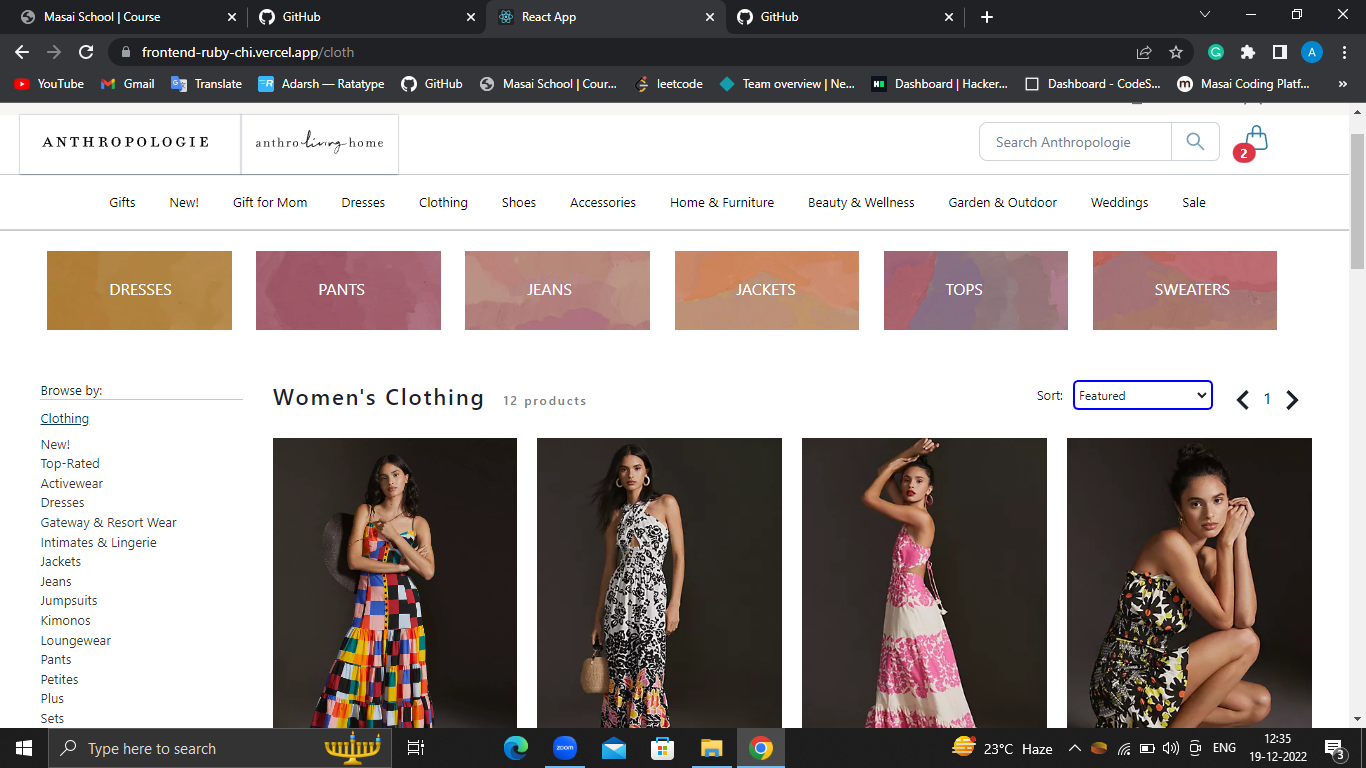 Masai School | Course
GitHub
React App
GitHub
frontend-ruby-chi.vercel.app/cloth
A
YouTube
Gmail
Translate
Adarsh — Ratatype
GitHub
Masai School | Cour...
leetcode
Team overview | Ne...
Dashboard | Hacker...
Dashboard - CodeS...
Masai Coding Platf...
»
ANTHROPOLOGIE
anthro living home
Search Anthropologie
2
Gifts
New!
Gift for Mom
Dresses
Clothing
Shoes
Accessories
Home & Furniture
Beauty & Wellness
Garden & Outdoor
Weddings
Sale
DRESSES
PANTS
JEANS
JACKETS
TOPS
SWEATERS
Browse by:
Clothing
New!
Top-Rated
Activewear
Dresses
Gateway & Resort Wear
Intimates & Lingerie
Jackets
Jeans
Jumpsuits
Kimonos
Loungewear
Pants
Petites
Plus
Sets
Women's Clothing 12 products
Sort: Featured
1
Type here to search
zoom
23°C Haze
ENG
12:35
19-12-2022
3